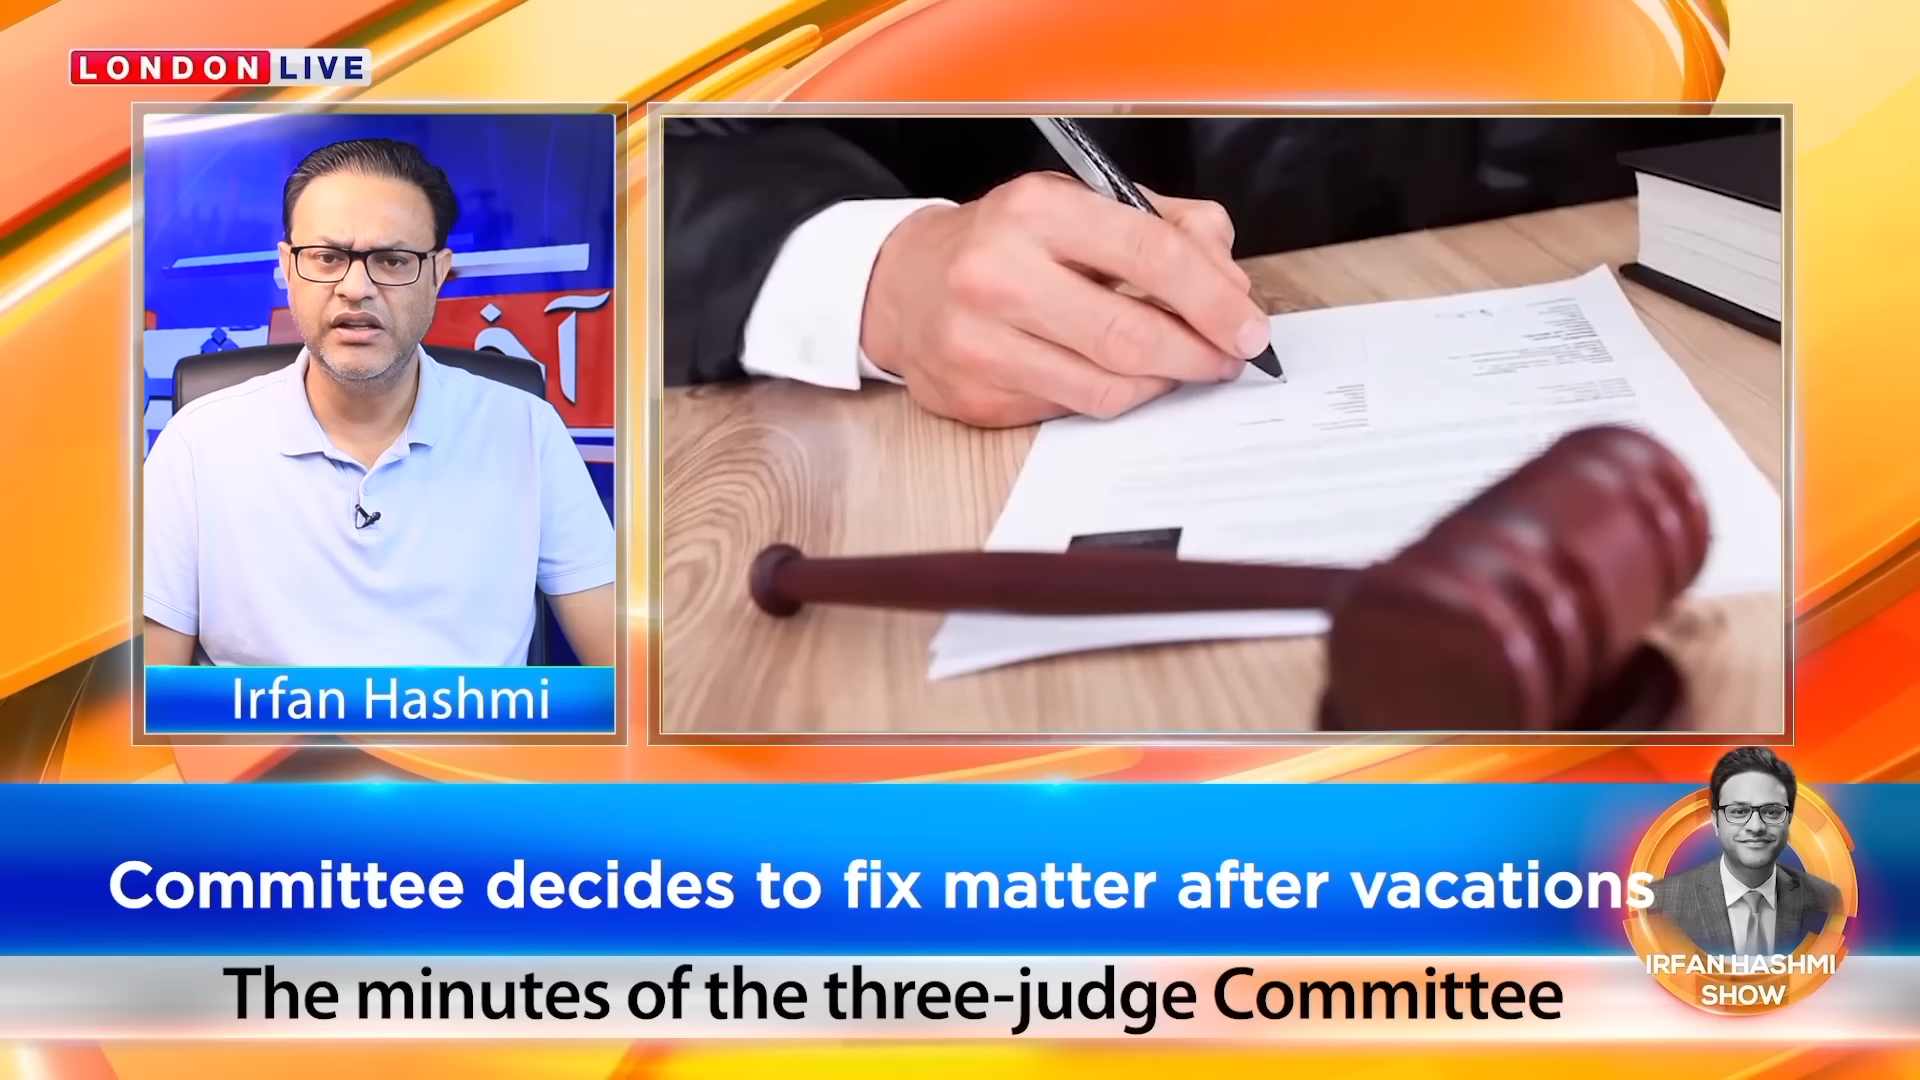 LONDON LIVE
آخر
Irfan Hashmi
Committee decides to fix matter after vacations
The minutes of the three-judge Committee
IRFAN HASHMI
SHOW